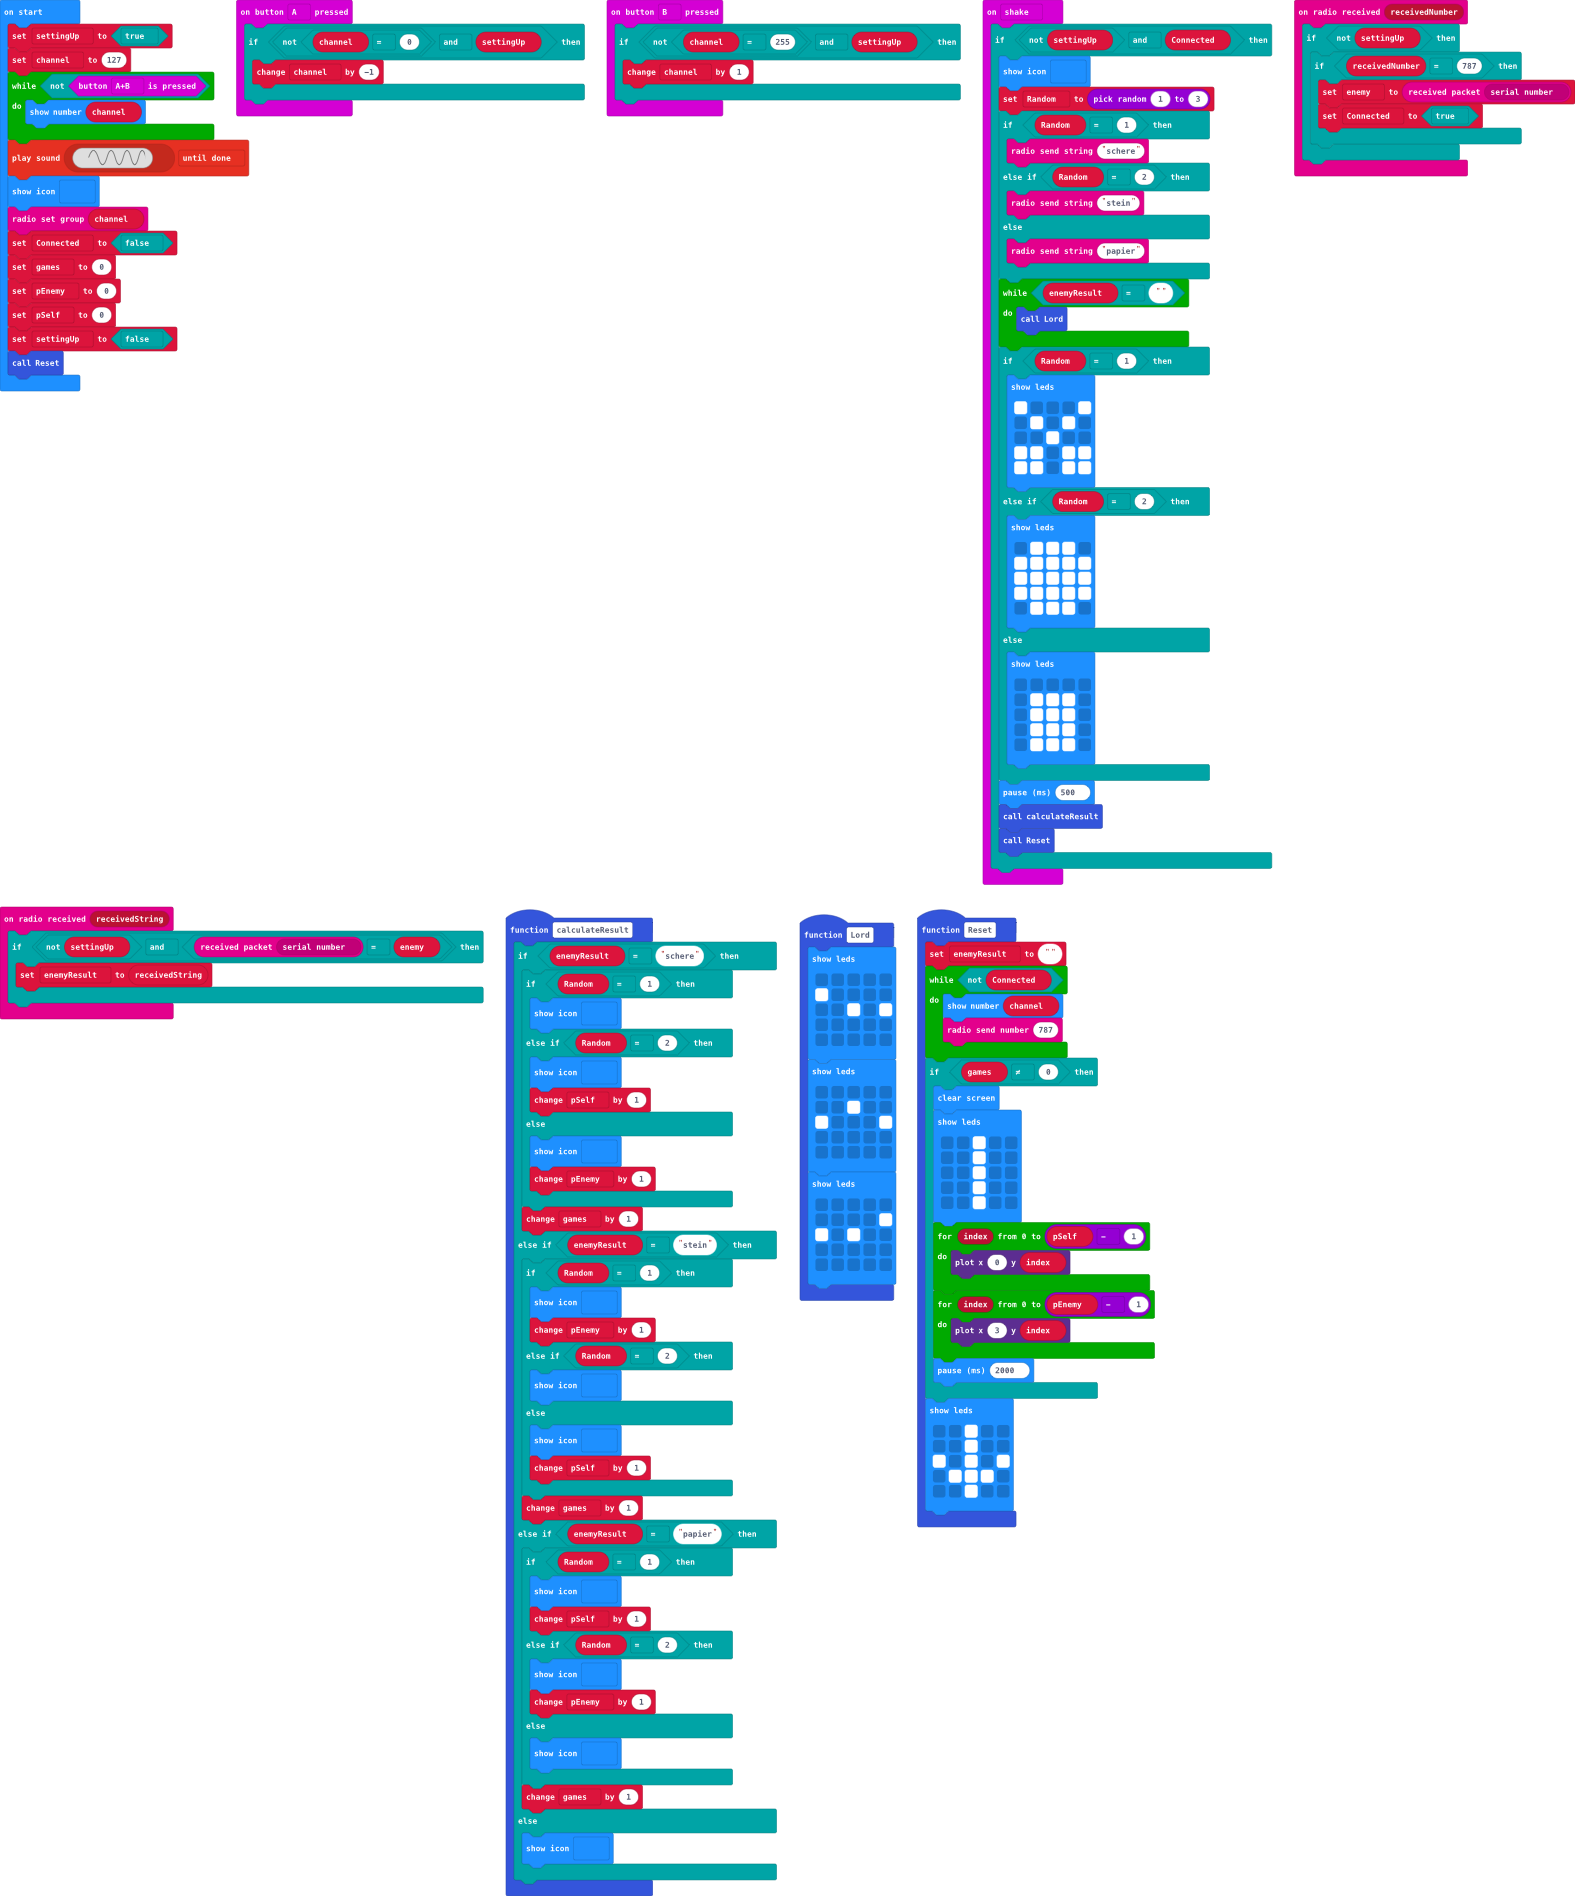 on start
set settingUp to true
set channel to 127
while not button A+B is pressed
do
show number channel
play sound until done
show icon
radio set group channel
set Connected to false
set games to 0
set pEnemy to 0
set pSelf to 0
set settingUp to false
call Reset
on button A pressed
if not channel = 0 and settingUp then
change channel by -1
on button B pressed
if not channel = 255 and settingUp then
change channel by 1
on shake
if not settingUp and Connected then
show icon
set Random to pick random 1 to 3
if Random = 1 then
radio send string "schere"
else if Random = 2 then
radio send string "stein"
else
radio send string "papier"
while enemyResult = ""
do
call Lord
if Random = 1 then
show leds
else if Random = 2 then
show leds
else
show leds
pause (ms) 500
call calculateResult
call Reset
on radio received receivedNumber
if not settingUp then
if receivedNumber = 787 then
set enemy to received packet serial number
set Connected to true
on radio received receivedString
if not settingUp and received packet serial number = enemy then
set enemyResult to receivedString
function calculateResult
if enemyResult = "schere" then
if Random = 1 then
show icon
else if Random = 2 then
show icon
change pSelf by 1
else
show icon
change pEnemy by 1
change games by 1
else if enemyResult = "stein" then
if Random = 1 then
show icon
change pEnemy by 1
else if Random = 2 then
show icon
else
show icon
change pSelf by 1
change games by 1
else if enemyResult = "papier" then
if Random = 1 then
show icon
change pSelf by 1
else if Random = 2 then
show icon
change pEnemy by 1
else
show icon
change games by 1
else
show icon
function Lord
show leds
show leds
show leds
function Reset
set enemyResult to ""
while not Connected
do
show number channel
radio send number 787
if games ≠ 0 then
clear screen
show leds
for index from 0 to pSelf - 1
do
plot x 0 y index
for index from 0 to pEnemy - 1
do
plot x 3 y index
pause (ms) 2000
show leds